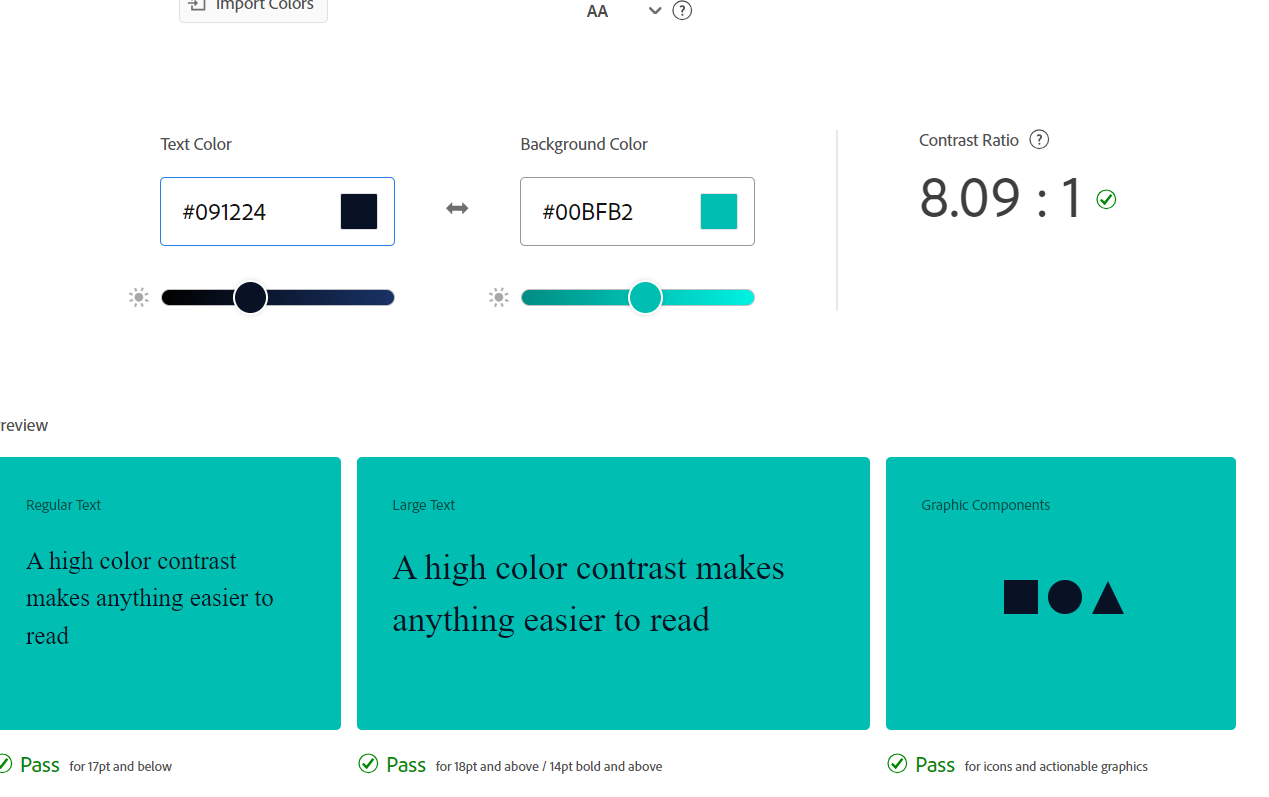 Import Colors
AA
Text Color
Background Color
Contrast Ratio ?
#091224
#00BFB2
8.09 : 1
review
Regular Text
Large Text
Graphic Components
A high color contrast
makes anything easier to
read
A high color contrast makes
anything easier to read
Pass for 17pt and below
Pass for 18pt and above / 14pt bold and above
Pass for icons and actionable graphics